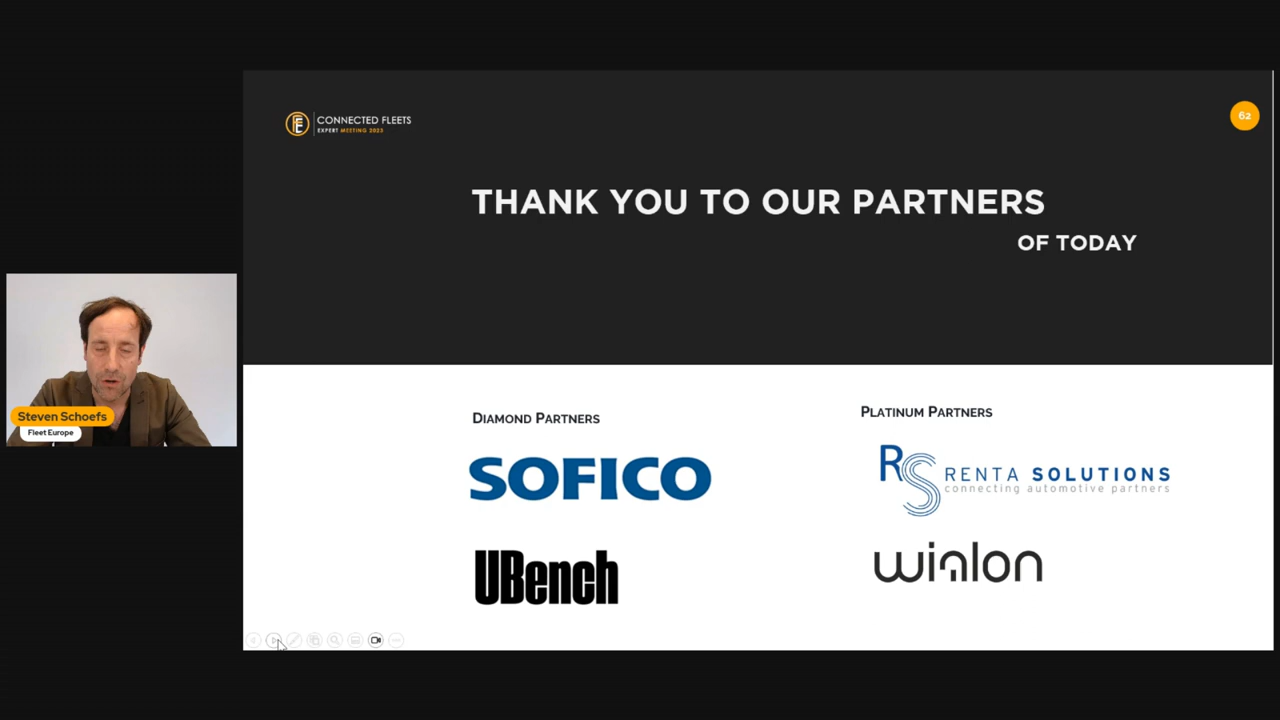 CONNECTED FLEETS
EXPERT MEETING 2023
62
THANK YOU TO OUR PARTNERS
OF TODAY
Steven Schoefs
Fleet Europe
DIAMOND PARTNERS
SOFICO
UBench
PLATINUM PARTNERS
RS RENTA SOLUTIONS
connecting automotive partners
wialon